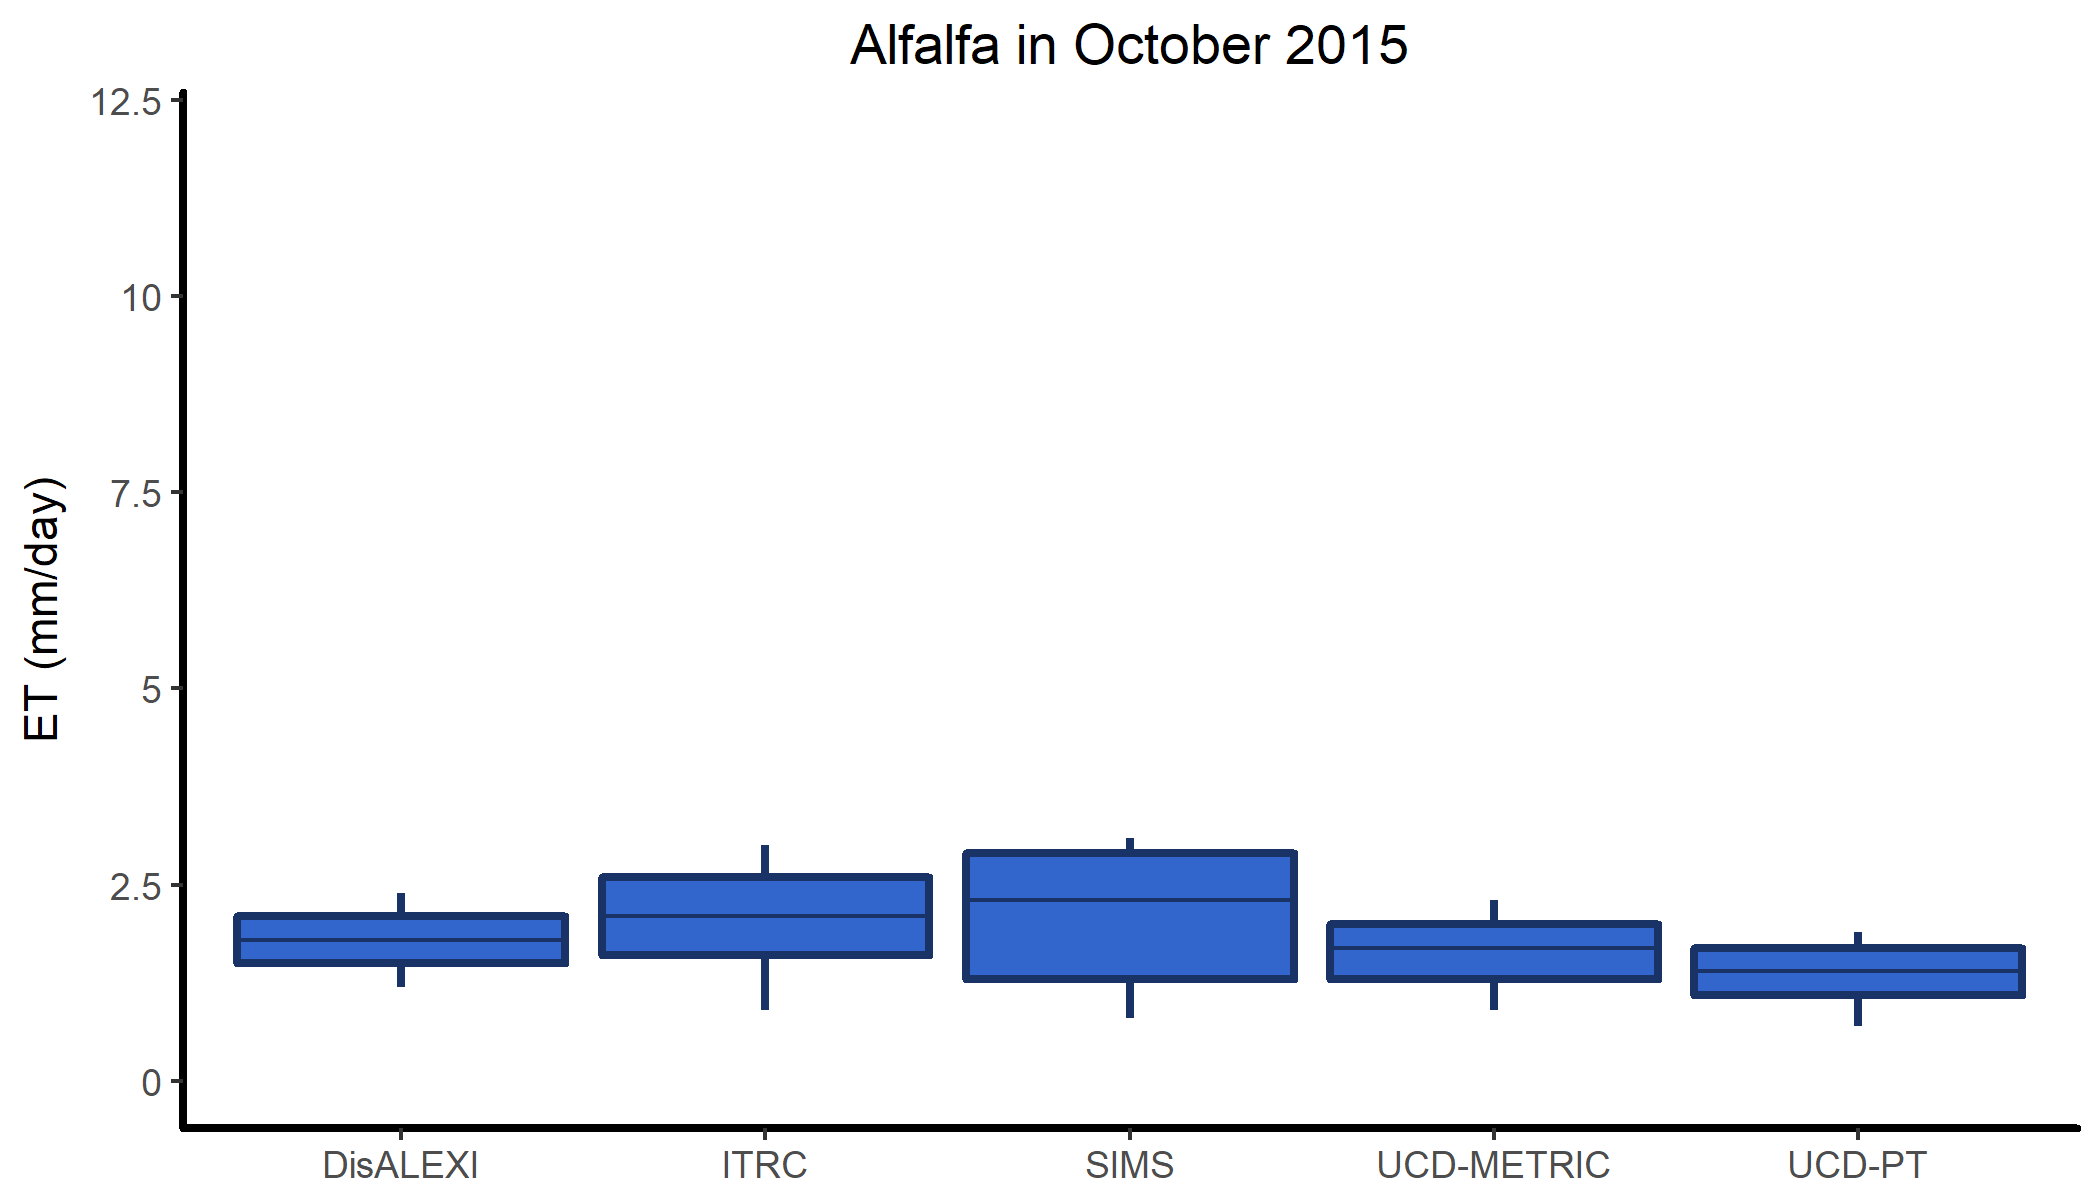 Alfalfa in October 2015
12.5
10
7.5
5
2.5
0
ET (mm/day)
DisALEXI ITRC SIMS UCD-METRIC UCD-PT